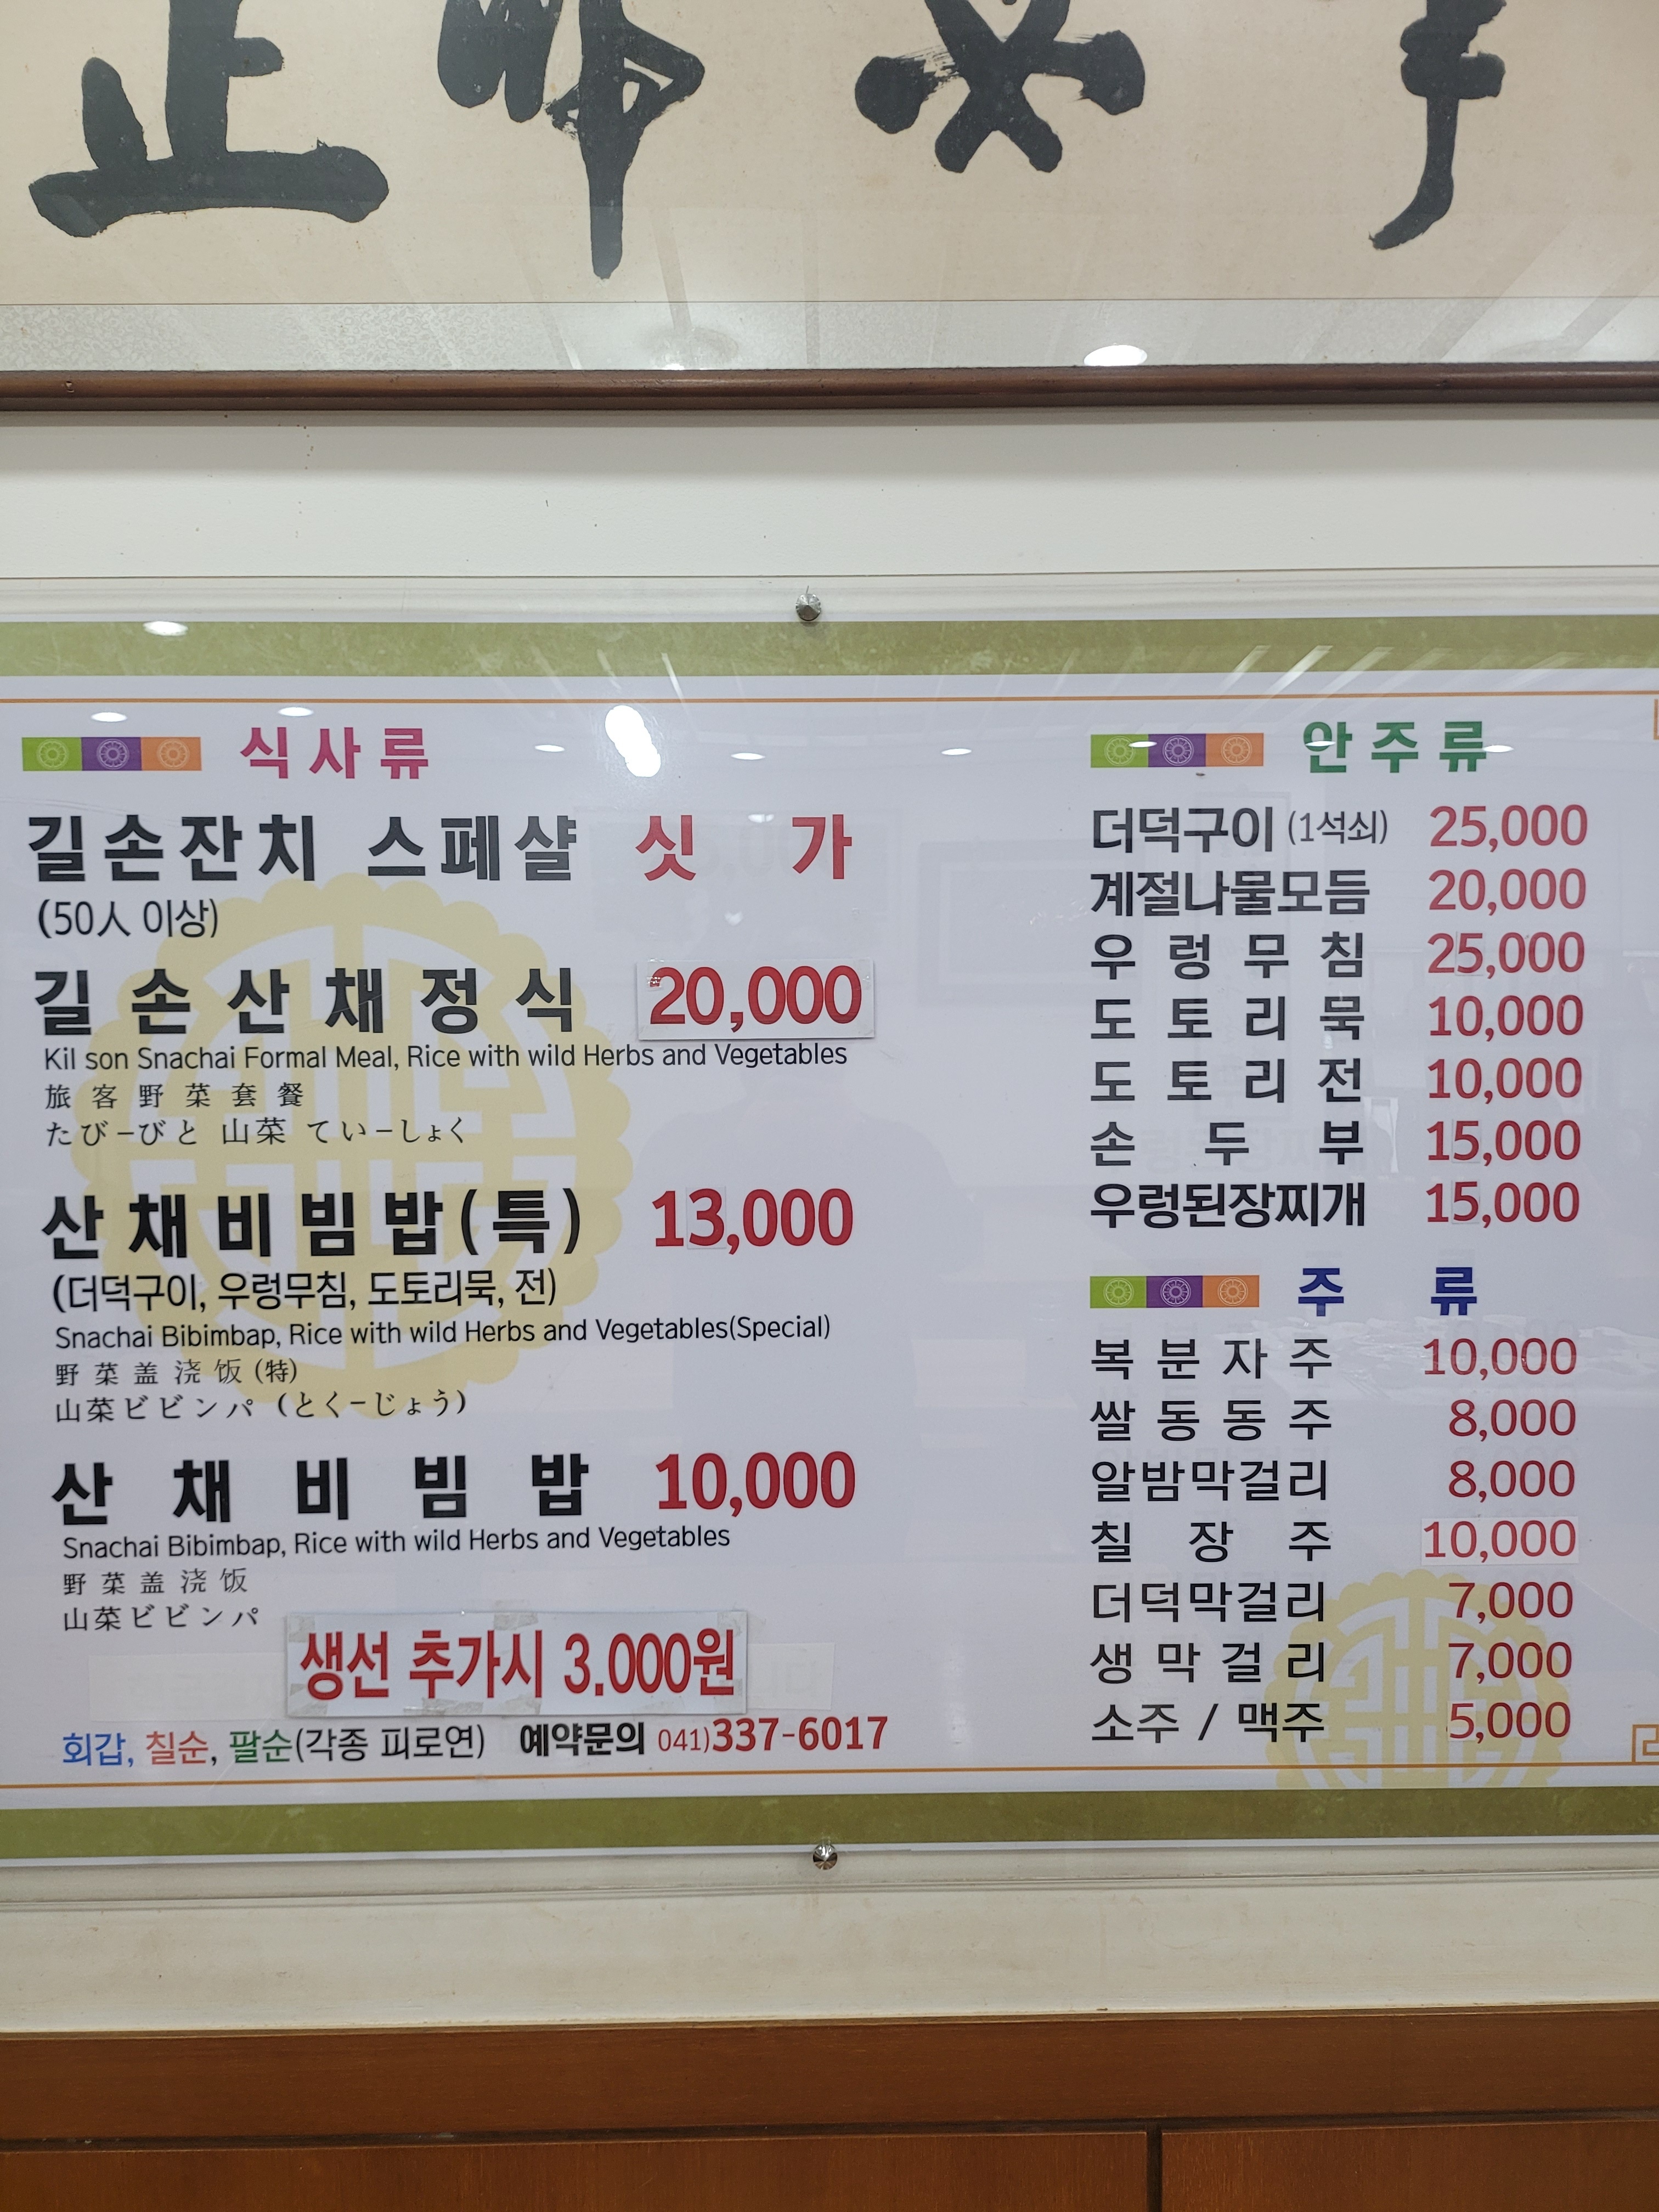 正
식사류
길손잔치 스페샬 싯 가
(50人 이상)
길손산채정식 20,000
Kil son Snachai Formal Meal, Rice with wild Herbs and Vegetables
旅客野菜套餐
たびーびと 山菜 てぃーしょく
산채비빔밥(특) 13,000
(더덕구이, 우렁무침, 도토리묵, 전)
Snachai Bibimbap, Rice with wild Herbs and Vegetables(Special)
野菜盖浇饭(特)
山菜ビビンパ (とくーじょう)
산채비빔밥 10,000
Snachai Bibimbap, Rice with wild Herbs and Vegetables
野菜盖浇饭
山菜ビビンパ
생선 추가시 3.000원
회갑, 칠순, 팔순(각종 피로연) 예약문의 041)337-6017
안주류
더덕구이 (1석쇠) 25,000
계절나물모듬 20,000
우렁무침 25,000
도토리묵 10,000
도토리전 10,000
손두부 15,000
우렁된장찌개 15,000
주류
복분자주 10,000
쌀동동주 8,000
알밤막걸리 8,000
칠장주 10,000
더덕막걸리 7,000
생막걸리 7,000
소주 / 맥주 5,000